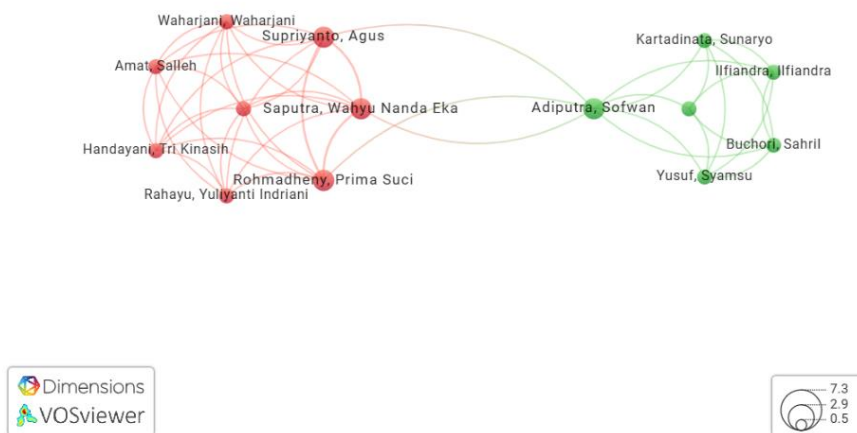 Waharjani, Waharjani
Supriyanto, Agus
Kartadinata, Sunaryo
Amat, Salleh
Ilfiandra, Ilfiandra
Saputra, Wahyu Nanda Eka
Adiputra, Sofwan
Handayani, Tri Kinasih
Buchori, Sahril
Rohmadheny, Prima Suci
Yusuf, Syamsu
Rahayu, Yuliyanti Indriani
Dimensions
VOSviewer
7.3
2.9
0.5